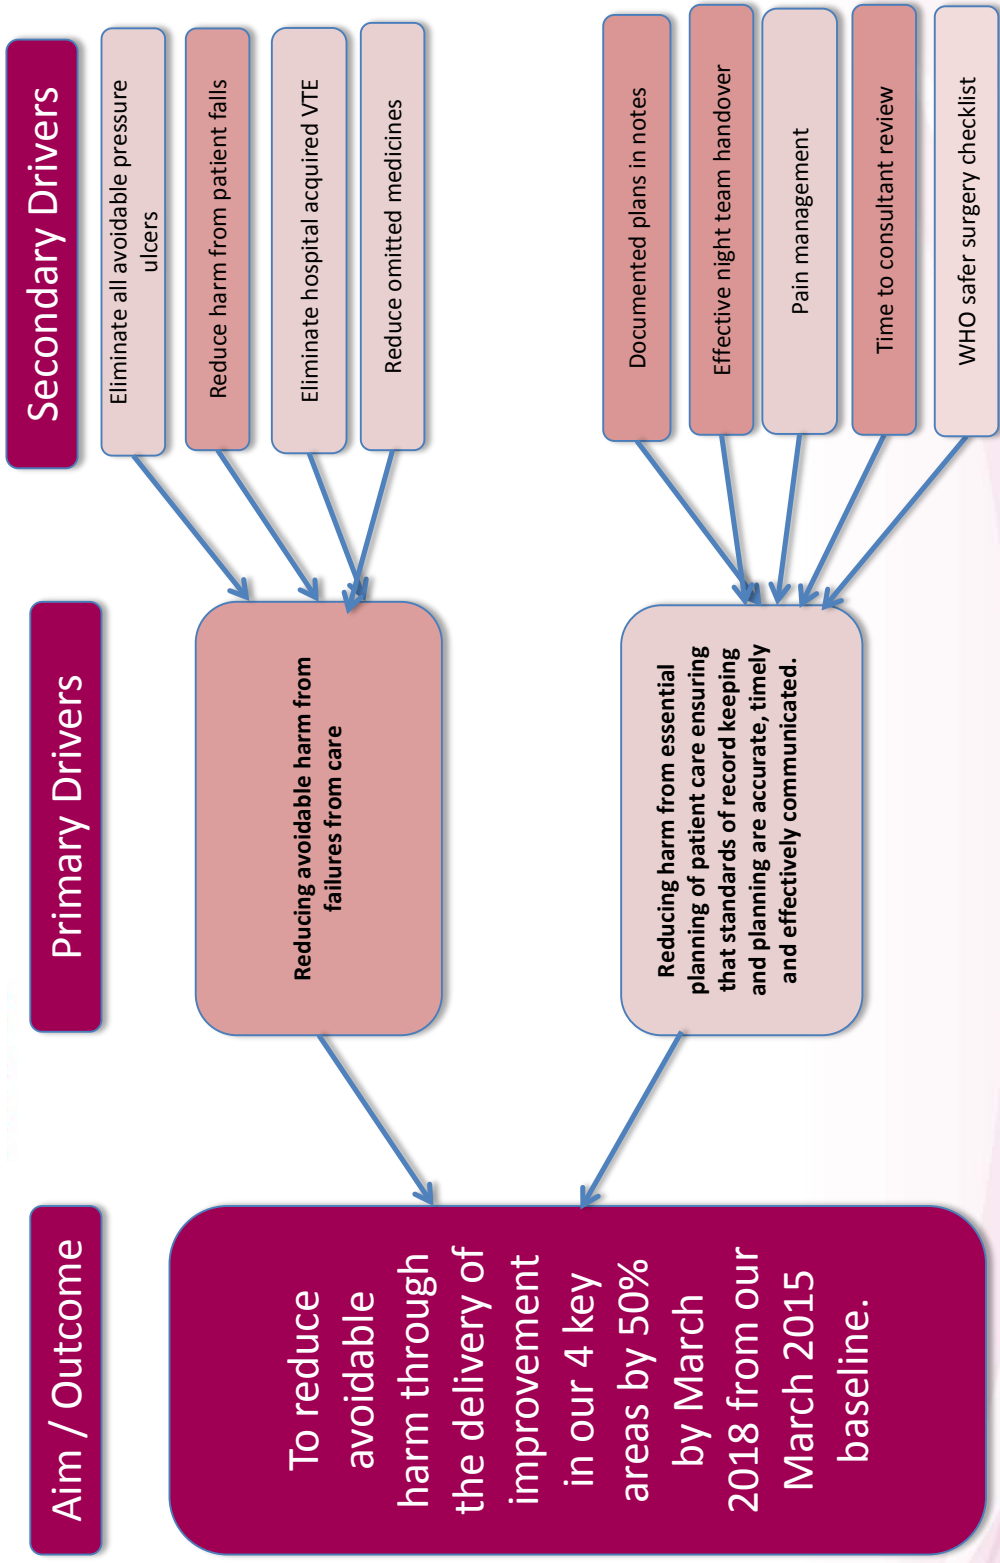 Aim / Outcome
Primary Drivers
Secondary Drivers
To reduce
avoidable
harm through
the delivery of
improvement
in our 4 key
areas by 50%
by March
2018 from our
March 2015
baseline.
Reducing avoidable harm from
failures from care
Reducing harm from essential
planning of patient care ensuring
that standards of record keeping
and planning are accurate, timely
and effectively communicated.
Eliminate all avoidable pressure
ulcers
Reduce harm from patient falls
Eliminate hospital acquired VTE
Reduce omitted medicines
Documented plans in notes
Effective night team handover
Pain management
Time to consultant review
WHO safer surgery checklist